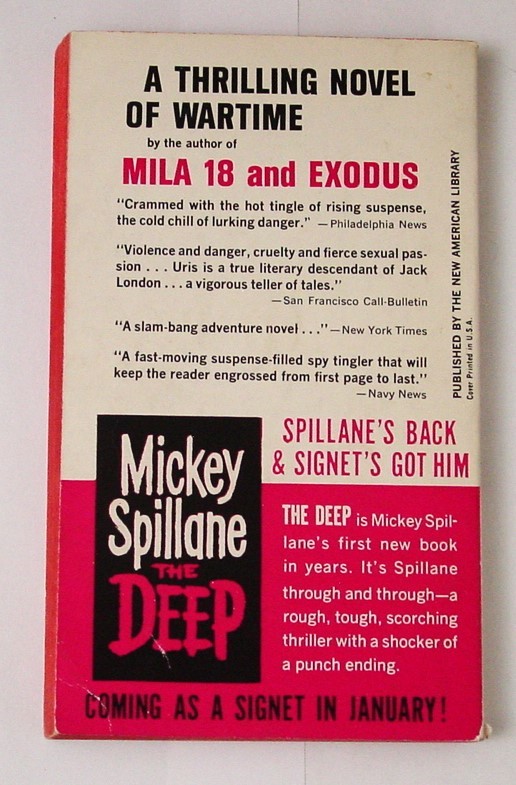 A THRILLING NOVEL
OF WARTIME
by the author of
MILA 18 and EXODUS
"Crammed with the hot tingle of rising suspense,
the cold chill of lurking danger." —Philadelphia News
"Violence and danger, cruelty and fierce sexual pas-
sion . . . Uris is a true literary descendant of Jack
London . . . a vigorous teller of tales."
—San Francisco Call-Bulletin
"A slam-bang adventure novel . . ."—New York Times
"A fast-moving suspense-filled spy tingler that will
keep the reader engrossed from first page to last."
—Navy News
PUBLISHED BY THE NEW AMERICAN LIBRARY
Cover Printed in U.S.A.
Mickey
Spillane
THE
DEEP
SPILLANE'S BACK
& SIGNET'S GOT HIM
THE DEEP is Mickey Spil-
lane's first new book
in years. It's Spillane
through and through—a
rough, tough, scorching
thriller with a shocker of
a punch ending.
COMING AS A SIGNET IN JANUARY!